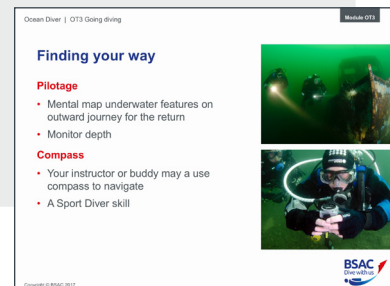 Ocean Diver | OT3 Going diving
Module OT3
Finding your way
Pilotage
• Mental map underwater features on
outward journey for the return
• Monitor depth
Compass
• Your instructor or buddy may a use
compass to navigate
• A Sport Diver skill
BSAC
Dive with us
Copyright © BSAC 2017